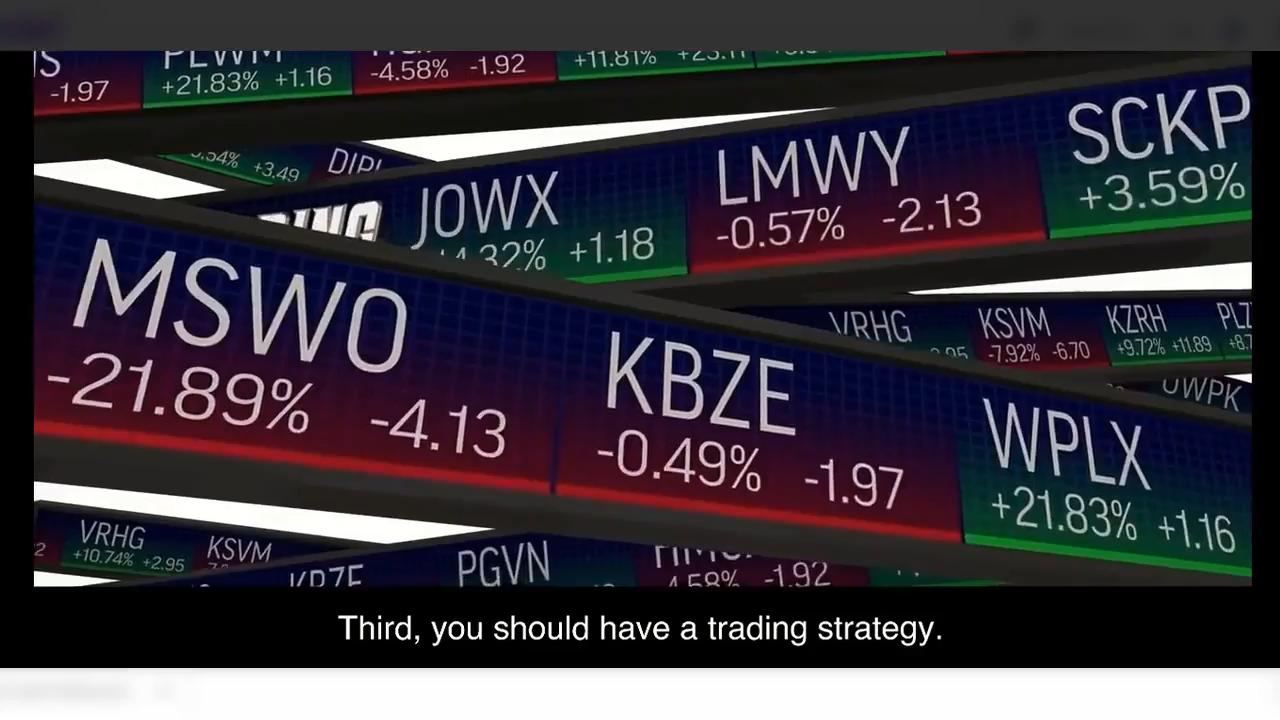 -1.97
+21.83% +1.16
-4.58% -1.92
+11.81%
+3.49
JOWX
+1.18
LMWY
-0.57% -2.13
SCKP
+3.59%
MSWO
-21.89% -4.13
KBZE
-0.49% -1.97
WPLX
+21.83% +1.16
VRHG
KSVM
-7.92% -6.70
KZRH
+9.72% +11.89
UWPK
VRHG
+10.74% +2.95
KSVM
PGVN
-1.92
Third, you should have a trading strategy.